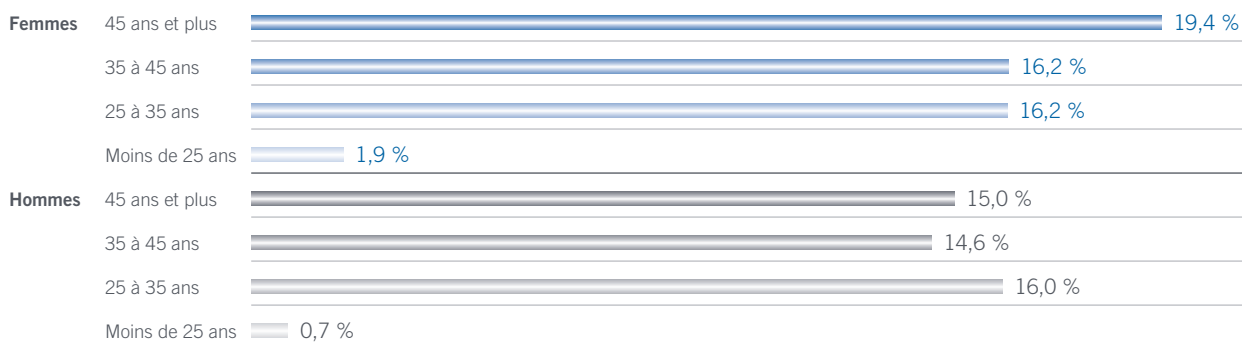 Femmes 45 ans et plus 19,4 %
35 à 45 ans 16,2 %
25 à 35 ans 16,2 %
Moins de 25 ans 1,9 %
Hommes 45 ans et plus 15,0 %
35 à 45 ans 14,6 %
25 à 35 ans 16,0 %
Moins de 25 ans 0,7 %